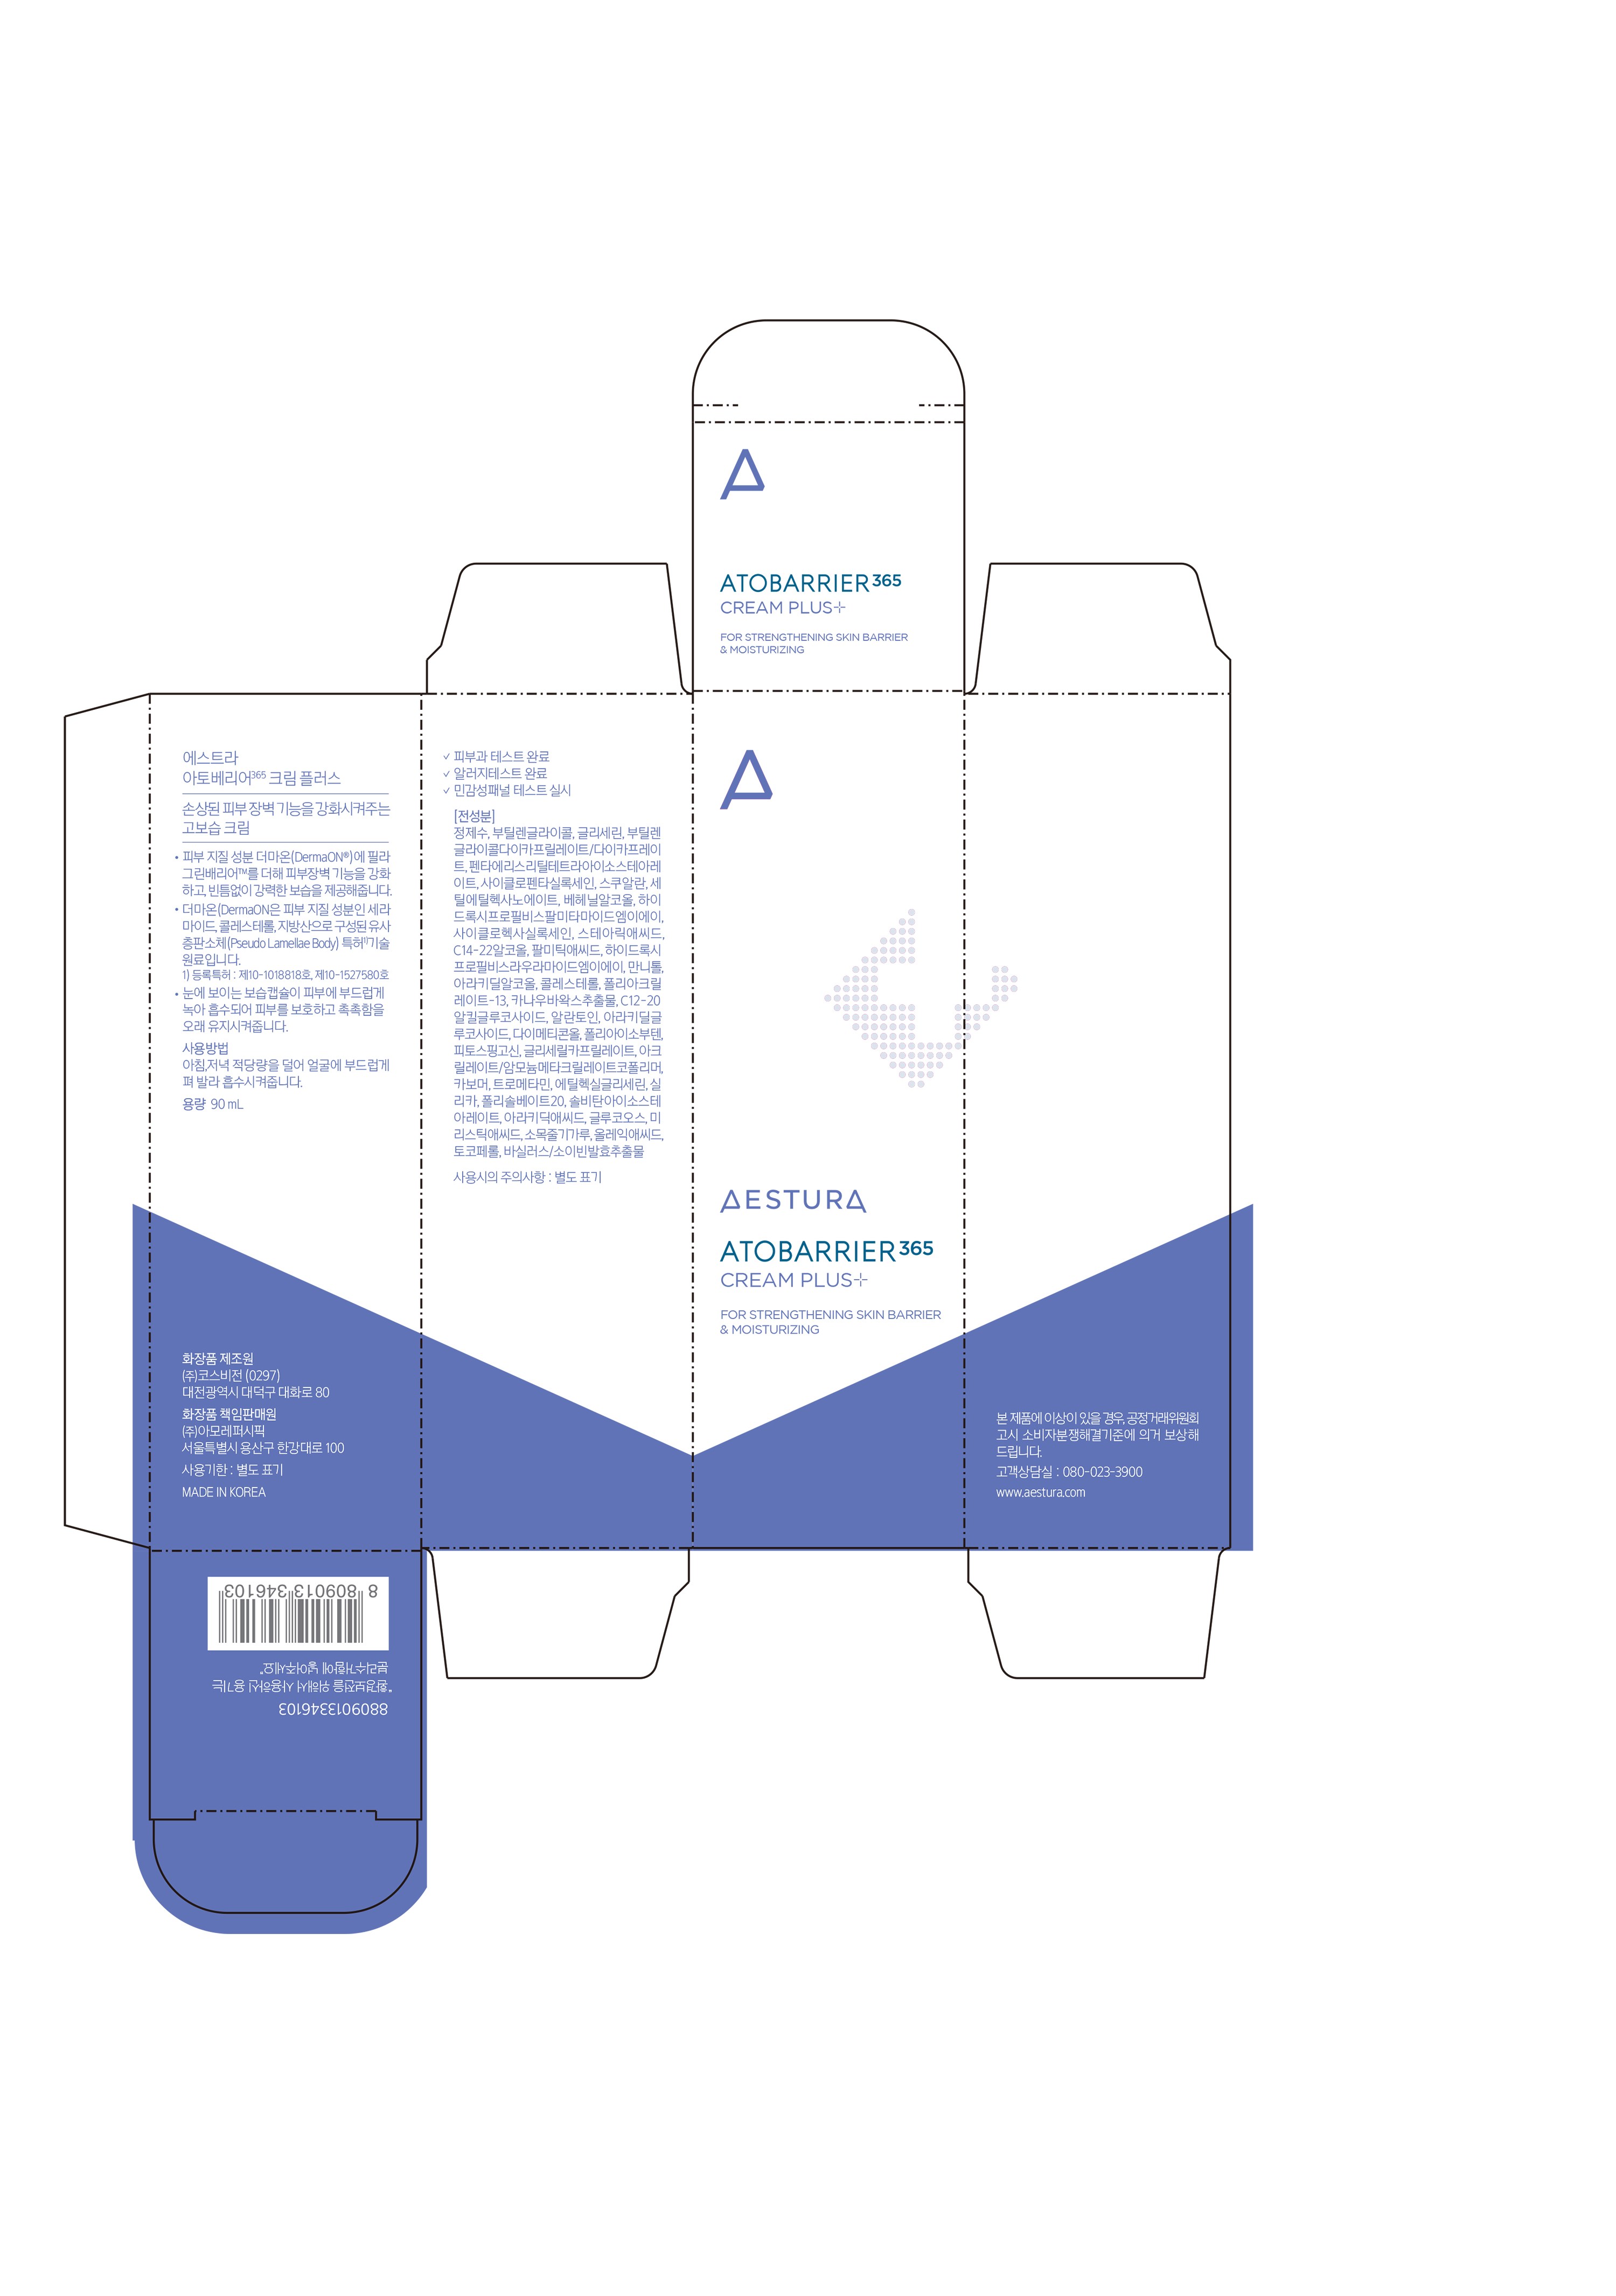 ATOBARRIER365
CREAM PLUS+
FOR STRENGTHENING SKIN BARRIER
& MOISTURIZING
에스트라
아토베리어365 크림 플러스
손상된 피부 장벽 기능을 강화시켜주는
고보습 크림
• 피부 지질 성분 더마온(DermaON®)에 필라
그린배리어™를 더해 피부장벽 기능을 강화
하고, 빈틈없이 강력한 보습을 제공해줍니다.
• 더마온(DermaON은 피부 지질 성분인 세라
마이드, 콜레스테롤, 지방산으로 구성된 유사
층판소체(Pseudo Lamellae Body) 특허1)기술
원료입니다.
1) 등록특허 : 제10-1018818호, 제10-1527580호
• 눈에 보이는 보습캡슐이 피부에 부드럽게
녹아 흡수되어 피부를 보호하고 촉촉함을
오래 유지시켜줍니다.
사용방법
아침,저녁 적당량을 덜어 얼굴에 부드럽게
펴 발라 흡수시켜줍니다.
용량 90 mL
화장품 제조원
(주)코스비전 (0297)
대전광역시 대덕구 대화로 80
화장품 책임판매원
(주)아모레퍼시픽
서울특별시 용산구 한강대로 100
사용기한 : 별도 표기
MADE IN KOREA
✓ 피부과 테스트 완료
✓ 알러지테스트 완료
✓ 민감성패널 테스트 실시
[전성분]
정제수, 부틸렌글라이콜, 글리세린, 부틸렌
글라이콜다이카프릴레이트/다이카프레이
트, 펜타에리스리틸테트라아이소스테아레
이트, 사이클로펜타실록세인, 스쿠알란, 세
틸에틸헥사노에이트, 베헤닐알코올, 하이
드록시프로필비스팔미타마이드엠이에이,
사이클로헥사실록세인, 스테아릭애씨드,
C14-22알코올, 팔미틱애씨드, 하이드록시
프로필비스라우라마이드엠이에이, 만니톨,
아라키딜알코올, 콜레스테롤, 폴리아크릴
레이트-13, 카나우바왁스추출물, C12-20
알킬글루코사이드, 알란토인, 아라키딜글
루코사이드, 다이메티콘올, 폴리아이소부텐,
피토스핑고신, 글리세릴카프릴레이트, 아크
릴레이트/암모늄메타크릴레이트코폴리머,
카보머, 트로메타민, 에틸헥실글리세린, 실
리카, 폴리솔베이트20, 솔비탄아이소스테
아레이트, 아라키딕애씨드, 글루코오스, 미
리스틱애씨드, 소목줄기가루, 올레익애씨드,
토코페롤, 바실러스/소이빈발효추출물
사용시의 주의사항 : 별도 표기
AESTURA
ATOBARRIER365
CREAM PLUS+
FOR STRENGTHENING SKIN BARRIER
& MOISTURIZING
본 제품에 이상이 있을 경우, 공정거래위원회
고시 소비자분쟁해결기준에 의거 보상해
드립니다.
고객상담실 : 080-023-3900
www.aestura.com
8809013346103
"환경보전을 위해서 사용하신 용기는
분리수거함에 넣어주세요"
8 809013 346103